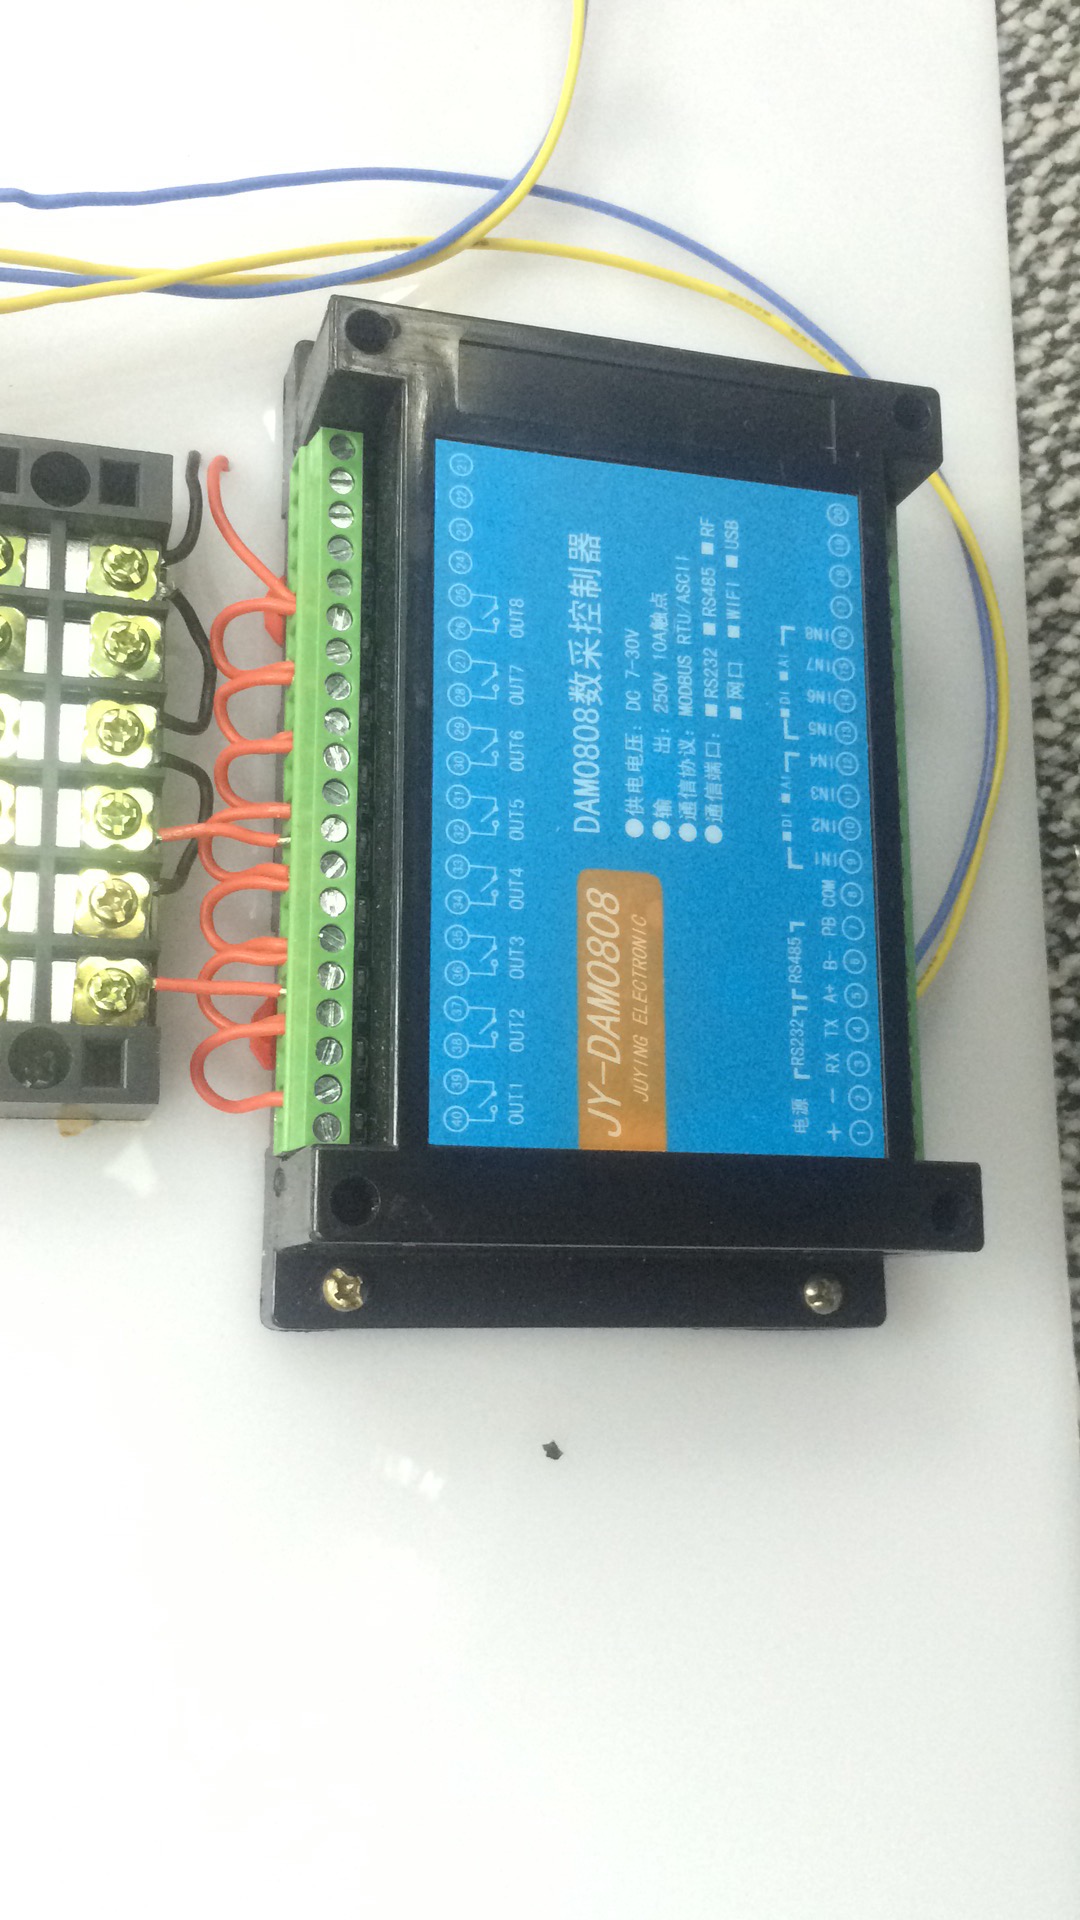 ㉑ ㉒ ㉑ ㉔ ㉕ ㉖ ㉗ ㉘ ㉙ ㉚ ㉛ ㉜ ㉝ ㉞ ㉟ ㊱ ㊲ ㊳ ㊴ ㊵
OUT1 OUT2 OUT3 OUT4 OUT5 OUT6 OUT7 OUT8
DAM0808数采控制器
供电电压: DC 7-30V
输 出: 250V 10A触点
通信协议: MODBUS RTU/ASCII
通信端口: ■RS232 ■RS485 ■RF
■网口 ■WIFI ■USB
JY-DAM0808
JUYING ELECTRONIC
■DI ■AI ■DI ■AI
电源 RS232 RS485 IN1 IN2 IN3 IN4 IN5 IN6 IN7 IN8
+ - RX TX A+ B- PB COM
① ② ③ ④ ⑤ ⑥ ⑦ ⑧ ⑨ ⑩ ⑪ ⑫ ⑬ ⑭ ⑮ ⑯ ⑰ ⑱ ⑲ ⑳